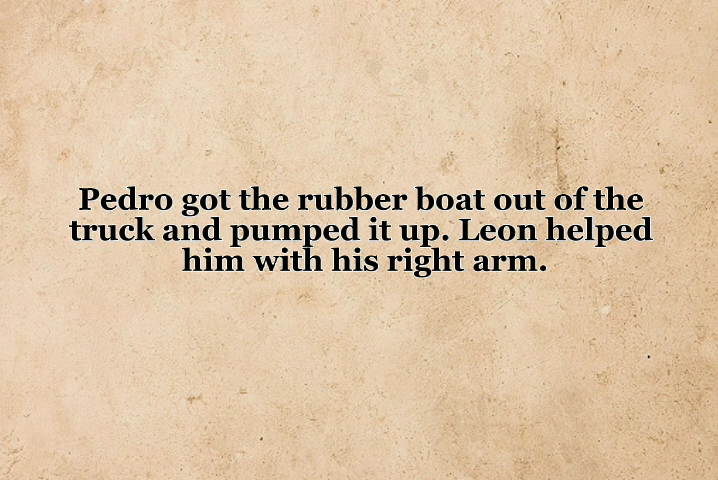 Pedro got the rubber boat out of the
truck and pumped it up. Leon helped
him with his right arm.